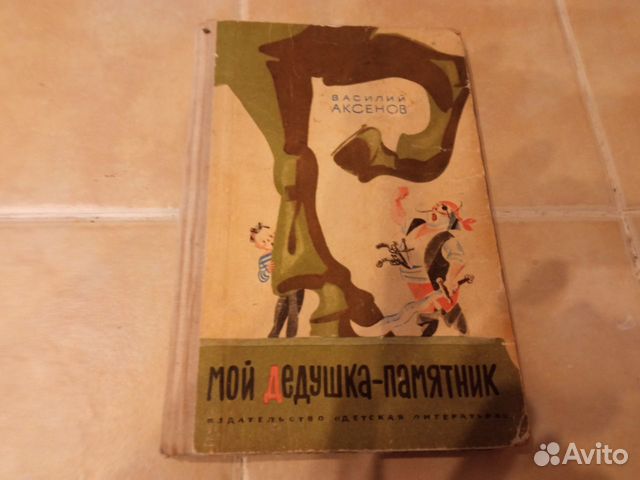 ВАСИЛИЙ
АКСЕНОВ
МОЙ ДЕДУШКА-ПАМЯТНИК
ИЗДАТЕЛЬСТВО «ДЕТСКАЯ ЛИТЕРАТУРА»
Avito